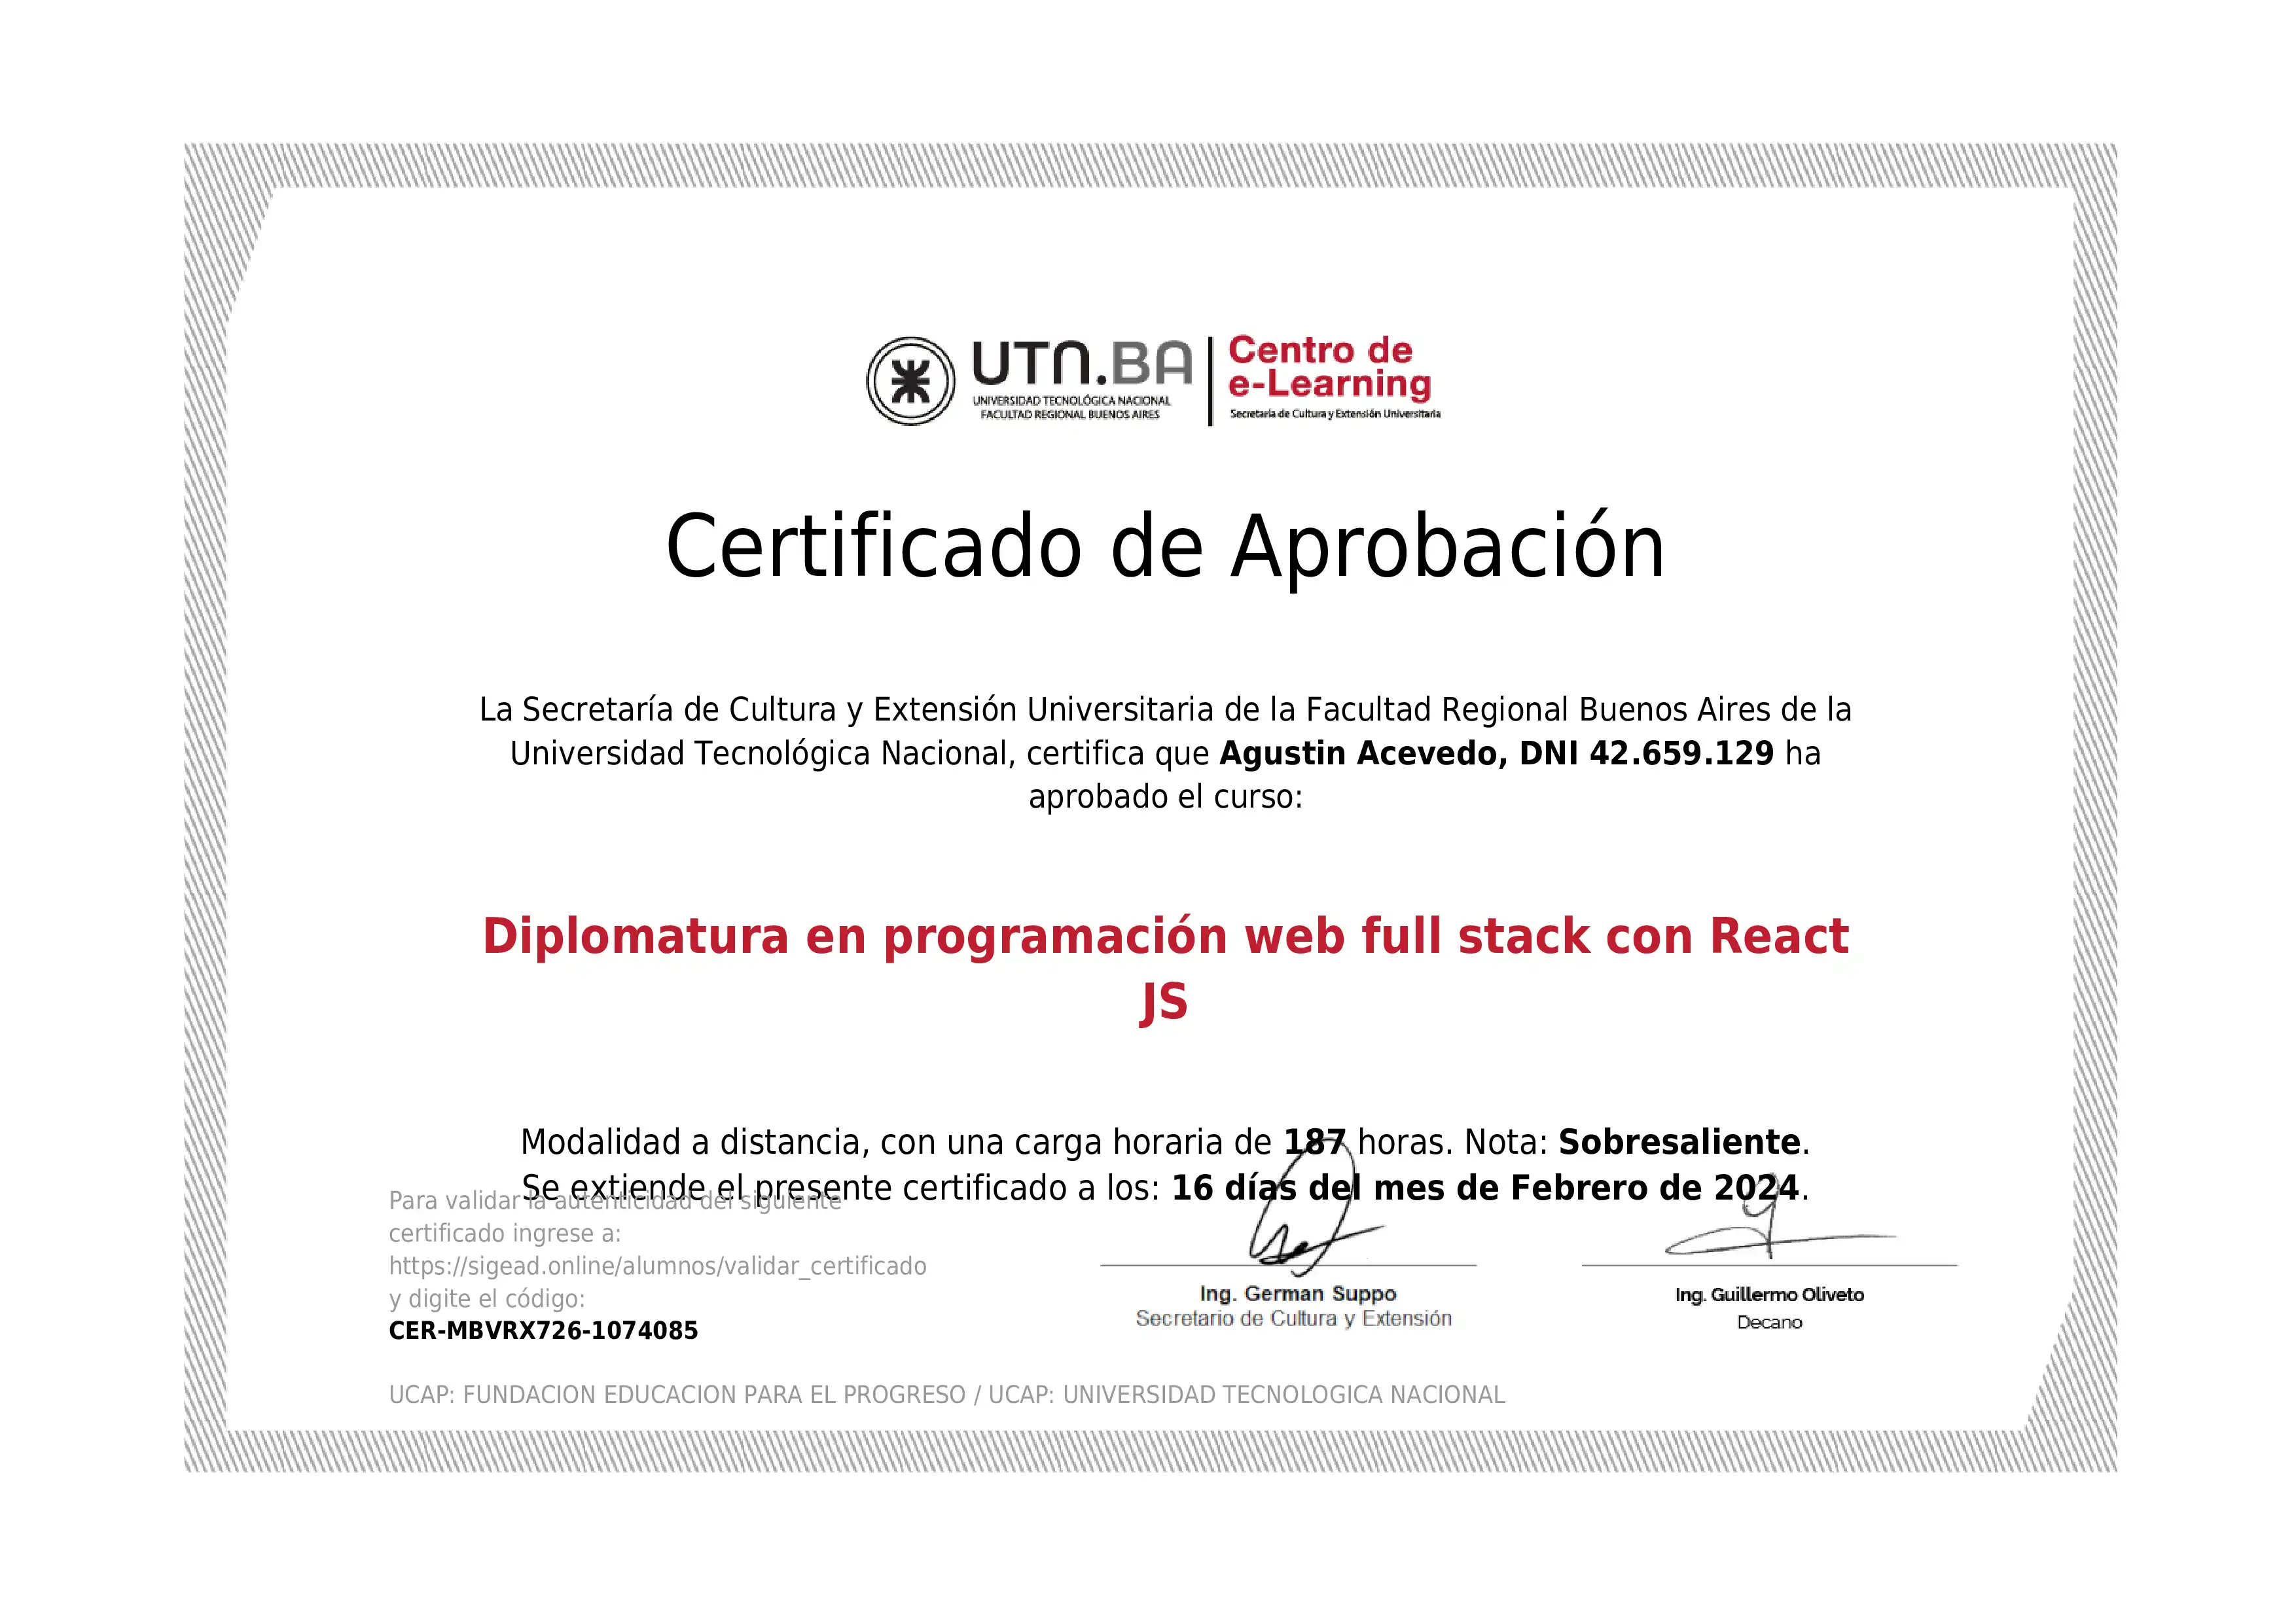 UTN.BA
UNIVERSIDAD TECNOLÓGICA NACIONAL
FACULTAD REGIONAL BUENOS AIRES
Centro de
e-Learning
Secretaría de Cultura y Extensión Universitaria
Certificado de Aprobación
La Secretaría de Cultura y Extensión Universitaria de la Facultad Regional Buenos Aires de la
Universidad Tecnológica Nacional, certifica que Agustin Acevedo, DNI 42.659.129 ha
aprobado el curso:
Diplomatura en programación web full stack con React
JS
Modalidad a distancia, con una carga horaria de 187 horas. Nota: Sobresaliente.
Se extiende el presente certificado a los: 16 días del mes de Febrero de 2024.
Para validar la autenticidad del siguiente
certificado ingrese a:
https://sigead.online/alumnos/validar_certificado
y digite el código:
CER-MBVRX726-1074085
Ing. German Suppo
Secretario de Cultura y Extensión
Ing. Guillermo Oliveto
Decano
UCAP: FUNDACION EDUCACION PARA EL PROGRESO / UCAP: UNIVERSIDAD TECNOLOGICA NACIONAL